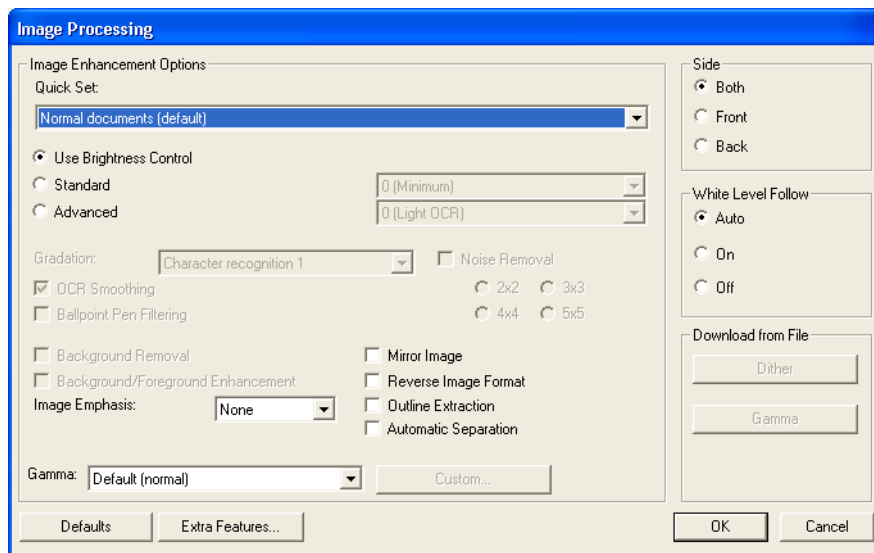 Image Processing
Image Enhancement Options
Quick Set:
Normal documents (default)
Use Brightness Control
Standard
0 (Minimum)
Advanced
0 (Light OCR)
Gradation:
Character recognition 1
Noise Removal
OCR Smoothing
2x2
3x3
Ballpoint Pen Filtering
4x4
5x5
Background Removal
Mirror Image
Background/Foreground Enhancement
Reverse Image Format
Image Emphasis:
None
Outline Extraction
Automatic Separation
Gamma:
Default (normal)
Custom...
Side
Both
Front
Back
White Level Follow
Auto
On
Off
Download from File
Dither
Gamma
Defaults
Extra Features...
OK
Cancel